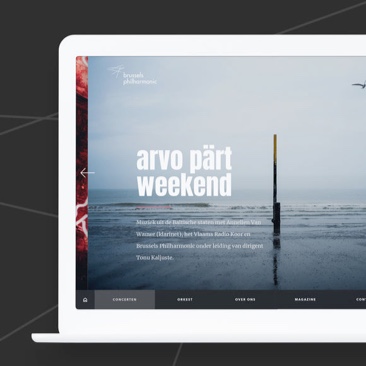 brussels
philharmonic
arvo pärt
weekend
Muziek uit de Baltische staten met Annelien Van
Wauwe (klarinet), het Vlaams Radio Koor en
Brussels Philharmonic onder leiding van dirigent
Tonu Kaljuste.
CONCERTEN
ORKEST
OVER ONS
MAGAZINE
CON